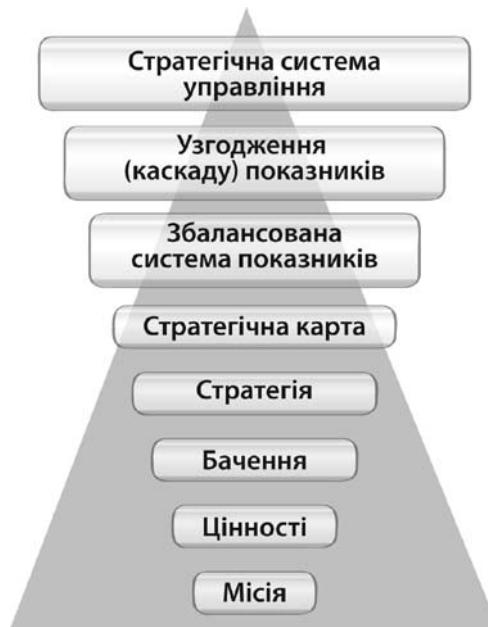 Стратегічна система
управління
Узгодження
(каскаду) показників
Збалансована
система показників
Стратегічна карта
Стратегія
Бачення
Цінності
Місія